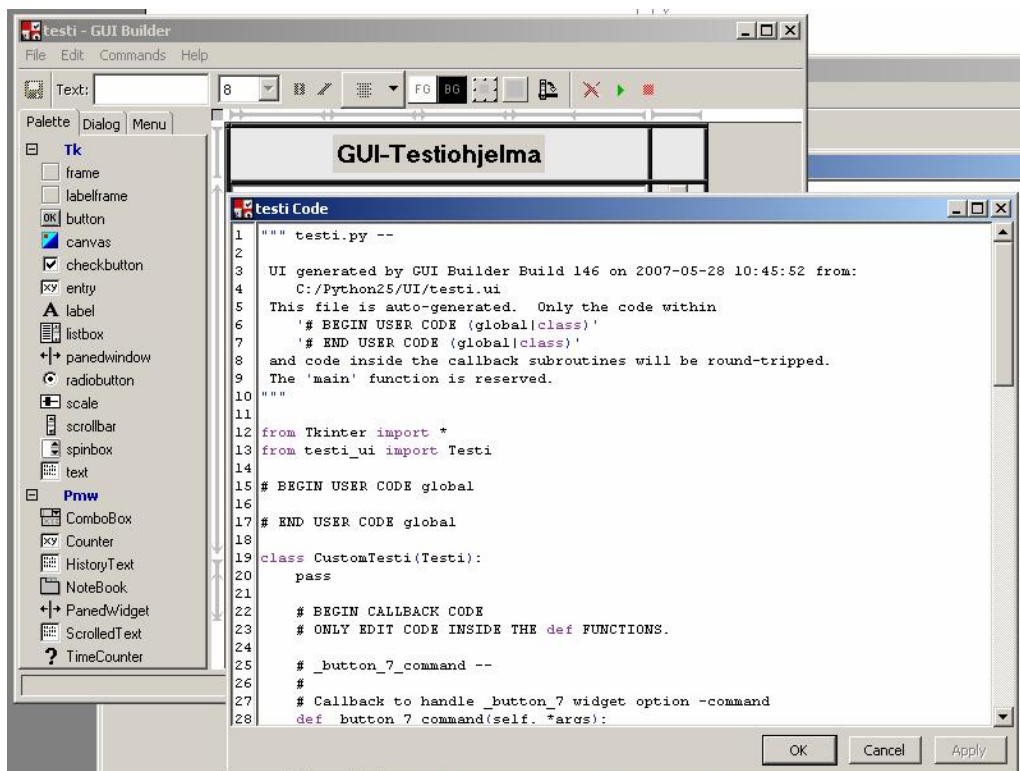 testi - GUI Builder
File Edit Commands Help
Text:
8
B
FG BG
Palette Dialog Menu
Tk
frame
labelframe
OK button
canvas
checkbutton
xy entry
A label
listbox
panedwindow
radiobutton
scale
scrollbar
spinbox
text
Pmw
ComboBox
xy Counter
HistoryText
NoteBook
PanedWidget
ScrolledText
? TimeCounter
GUI-Testiohjelma
testi Code
1 """ testi.py --
2
3 UI generated by GUI Builder Build 146 on 2007-05-28 10:45:52 from:
4 C:/Python25/UI/testi.ui
5 This file is auto-generated. Only the code within
6 '# BEGIN USER CODE (global|class)'
7 '# END USER CODE (global|class)'
8 and code inside the callback subroutines will be round-tripped.
9 The 'main' function is reserved.
10 """
11
12 from Tkinter import *
13 from testi_ui import Testi
14
15 # BEGIN USER CODE global
16
17 # END USER CODE global
18
19 class CustomTesti(Testi):
20 pass
21
22 # BEGIN CALLBACK CODE
23 # ONLY EDIT CODE INSIDE THE def FUNCTIONS.
24
25 # _button_7_command --
26 #
27 # Callback to handle _button_7 widget option -command
28 def _button_7_command(self, *args):
OK Cancel Apply